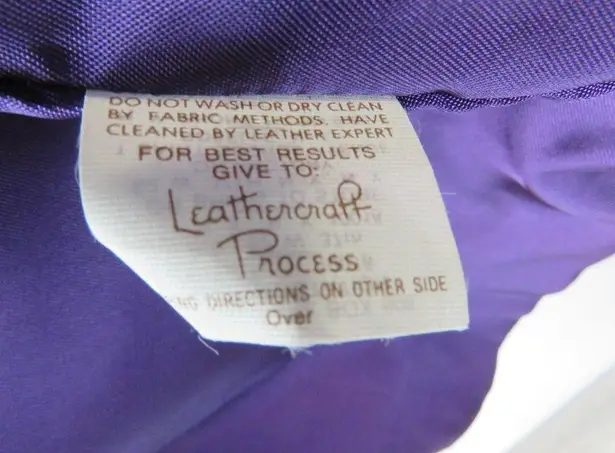 DO NOT WASH OR DRY CLEAN
BY FABRIC METHODS. HAVE
CLEANED BY LEATHER EXPERT
FOR BEST RESULTS
GIVE TO:
Leathercraft
Process
DIRECTIONS ON OTHER SIDE
Over